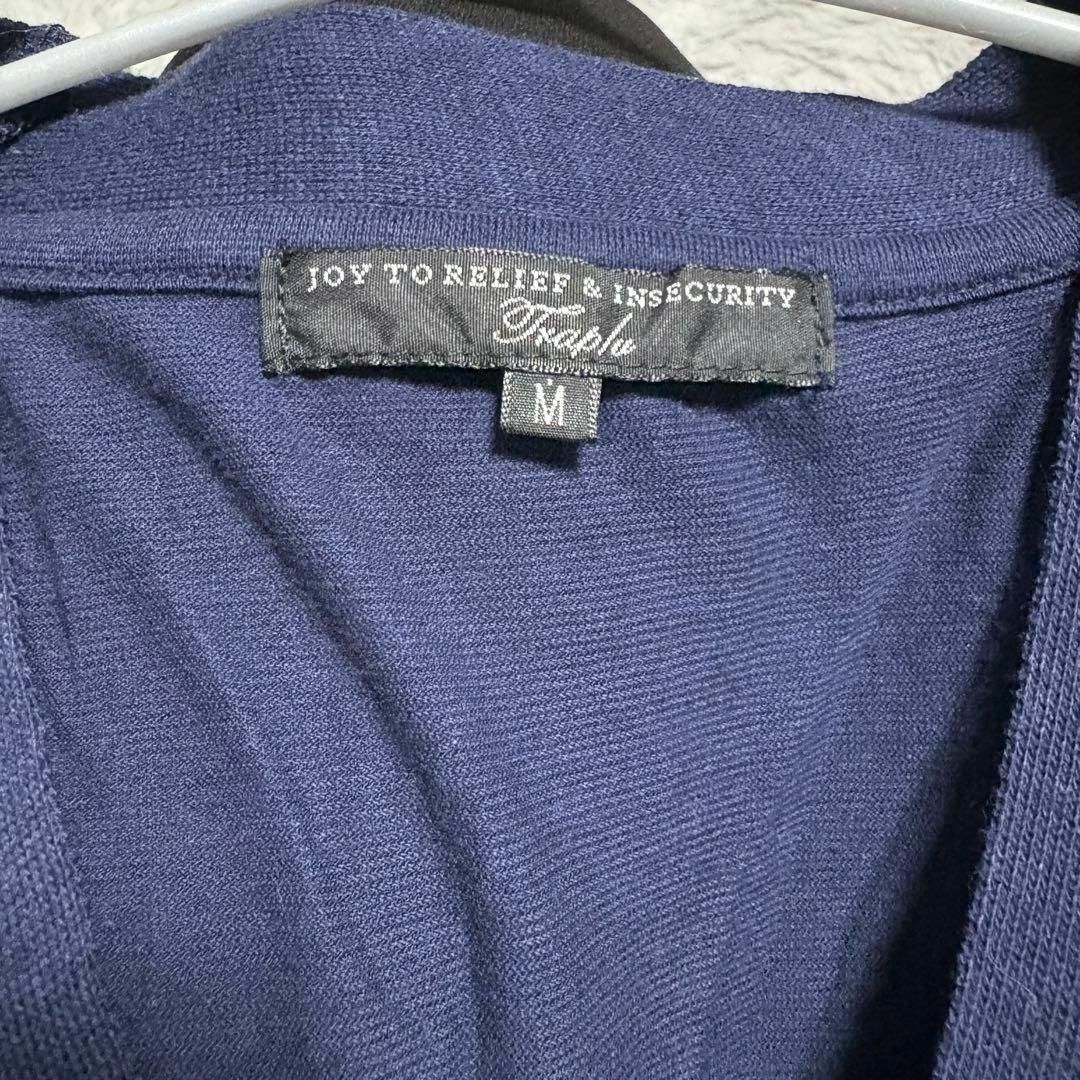 JOY TO RELIEF & INSECURITY
Traplu
M